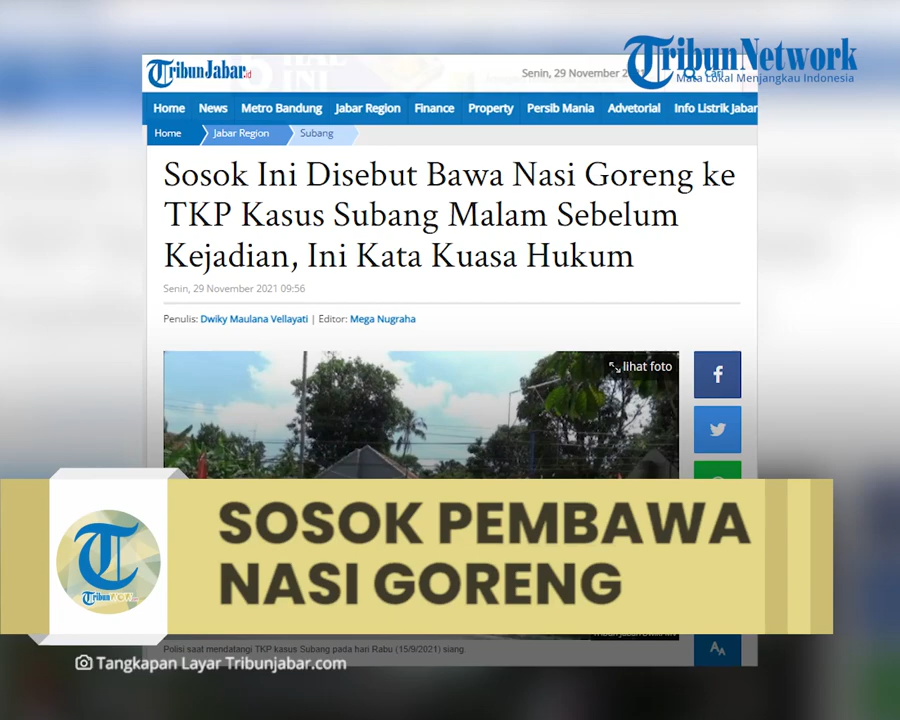 TribunNetwork
Mata Lokal Menjangkau Indonesia
TribunJabar.id
Senin, 29 November
Home News Metro Bandung Jabar Region Finance Property Persib Mania Advetorial Info Listrik Jabar
Home Jabar Region Subang
Sosok Ini Disebut Bawa Nasi Goreng ke
TKP Kasus Subang Malam Sebelum
Kejadian, Ini Kata Kuasa Hukum
Senin, 29 November 2021 09:56
Penulis: Dwiky Maulana Vellayati | Editor: Mega Nugraha
lihat foto
SOSOK PEMBAWA
NASI GORENG
Tribun
Polisi saat mendatangi TKP kasus Subang pada hari Rabu (15/9/2021) siang.
Tangkapan Layar Tribunjabar.com